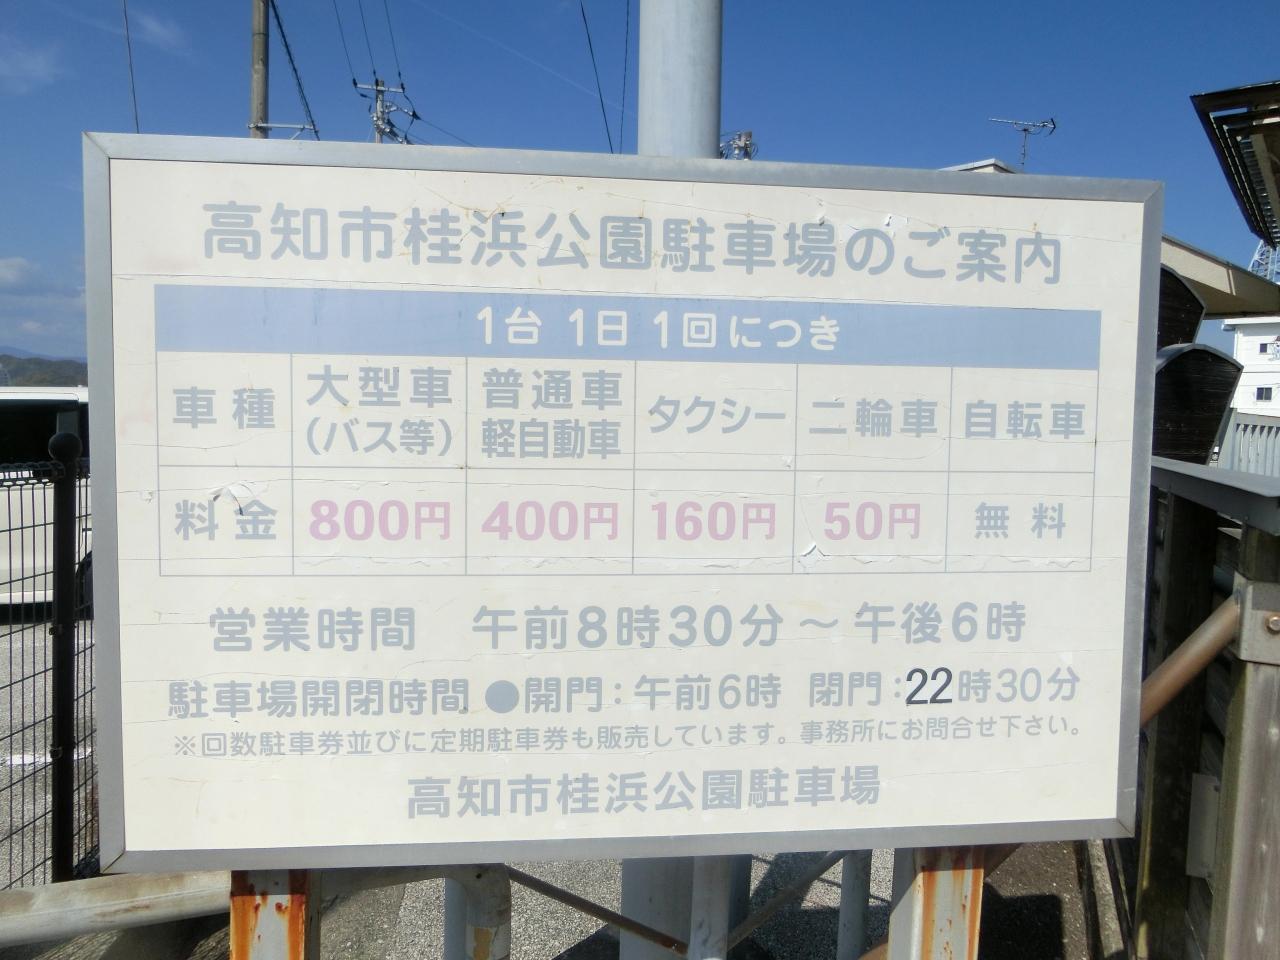 高知市桂浜公園駐車場のご案内
1台 1日 1回につき
車種 大型車(バス等) 普通車軽自動車 タクシー 二輪車 自転車
料金 800円 400円 160円 50円 無料
営業時間 午前8時30分～午後6時
駐車場開閉時間 ●開門:午前6時 閉門:22時30分
※回数駐車券並びに定期駐車券も販売しています。事務所にお問合せ下さい。
高知市桂浜公園駐車場